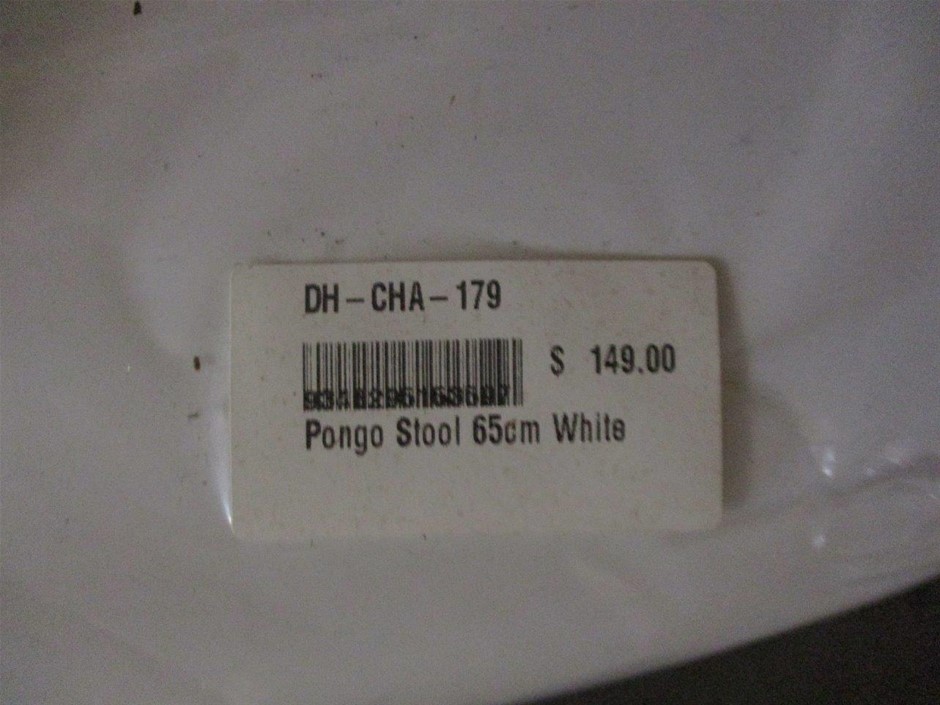 DH-CHA-179
$ 149.00
Pongo Stool 65cm White